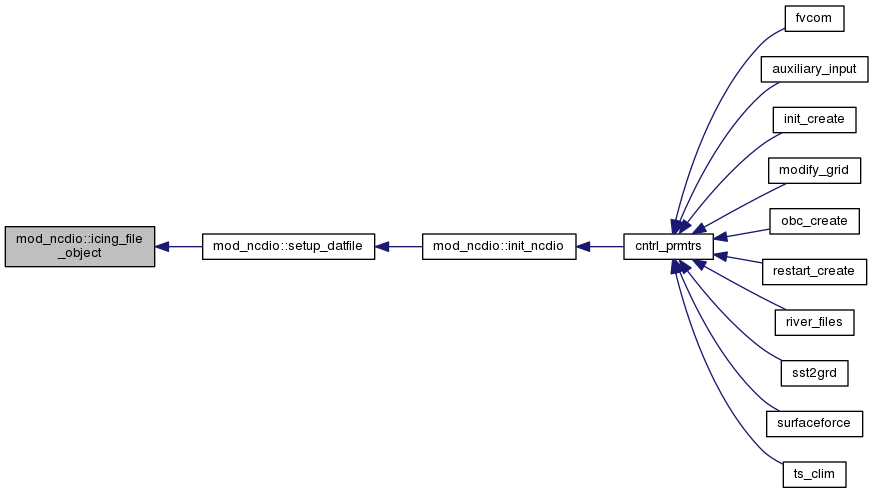 mod_ncdio::icing_file
_object
mod_ncdio::setup_datfile
mod_ncdio::init_ncdio
cntrl_prmtrs
fvcom
auxiliary_input
init_create
modify_grid
obc_create
restart_create
river_files
sst2grd
surfaceforce
ts_clim